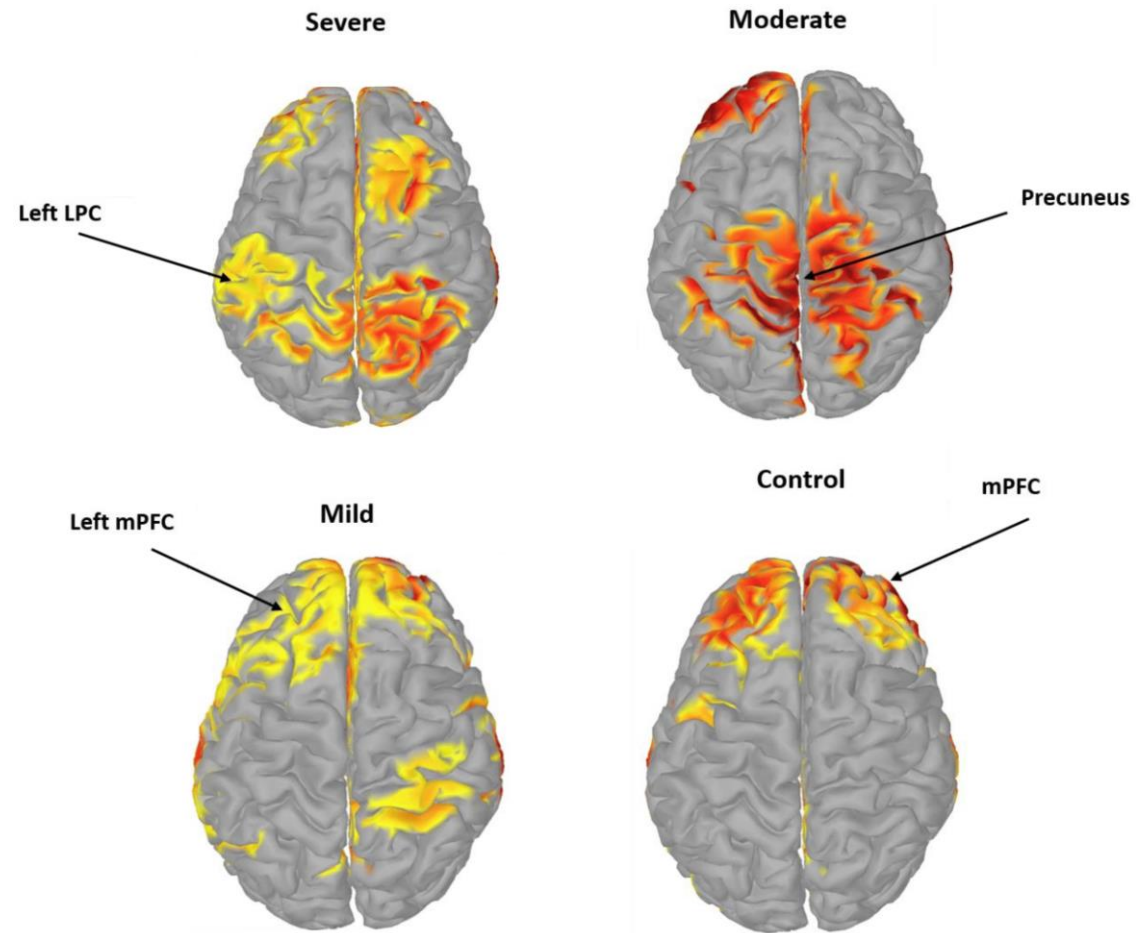 Severe
Moderate
Left LPC
Precuneus
Control
mPFC
Left mPFC
Mild